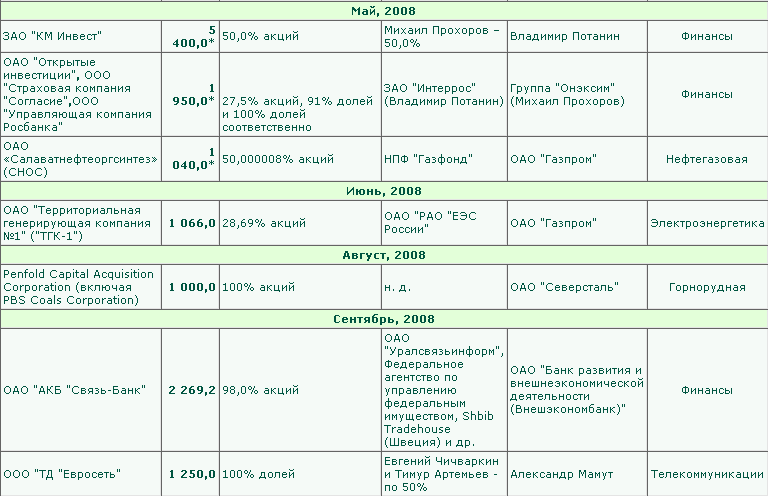 Май, 2008
ЗАО "КМ Инвест"
5
400,0*
50,0% акций
Михаил Прохоров –
50,0%
Владимир Потанин
Финансы
ОАО "Открытые
инвестиции", ООО
"Страховая компания
"Согласие",ООО
"Управляющая компания
Росбанка"
1
950,0*
27,5% акций, 91% долей
и 100% долей
соответственно
ЗАО "Интеррос"
(Владимир Потанин)
Группа "Онэксим"
(Михаил Прохоров)
Финансы
ОАО
«Салаватнефтеоргсинтез»
(СНОС)
1
040,0*
50,000008% акций
НПФ "Газфонд"
ОАО "Газпром"
Нефтегазовая
Июнь, 2008
ОАО "Территориальная
генерирующая компания
№1" ("ТГК-1")
1 066,0
28,69% акций
ОАО "РАО "ЕЭС
России"
ОАО "Газпром"
Электроэнергетика
Август, 2008
Penfold Capital Acquisition
Corporation (включая
PBS Coals Corporation)
1 000,0
100% акций
н. д.
ОАО "Северсталь"
Горнорудная
Сентябрь, 2008
ОАО "АКБ "Связь-Банк"
2 269,2
98,0% акций
ОАО
"Уралсвязьинформ",
Федеральное
агентство по
управлению
федеральным
имуществом, Shbib
Tradehouse
(Швеция) и др.
ОАО "Банк развития и
внешнеэкономической
деятельности
(Внешэкономбанк)"
Финансы
ООО "ТД "Евросеть"
1 250,0
100% долей
Евгений Чичваркин
и Тимур Артемьев -
по 50%
Александр Мамут
Телекоммуникации